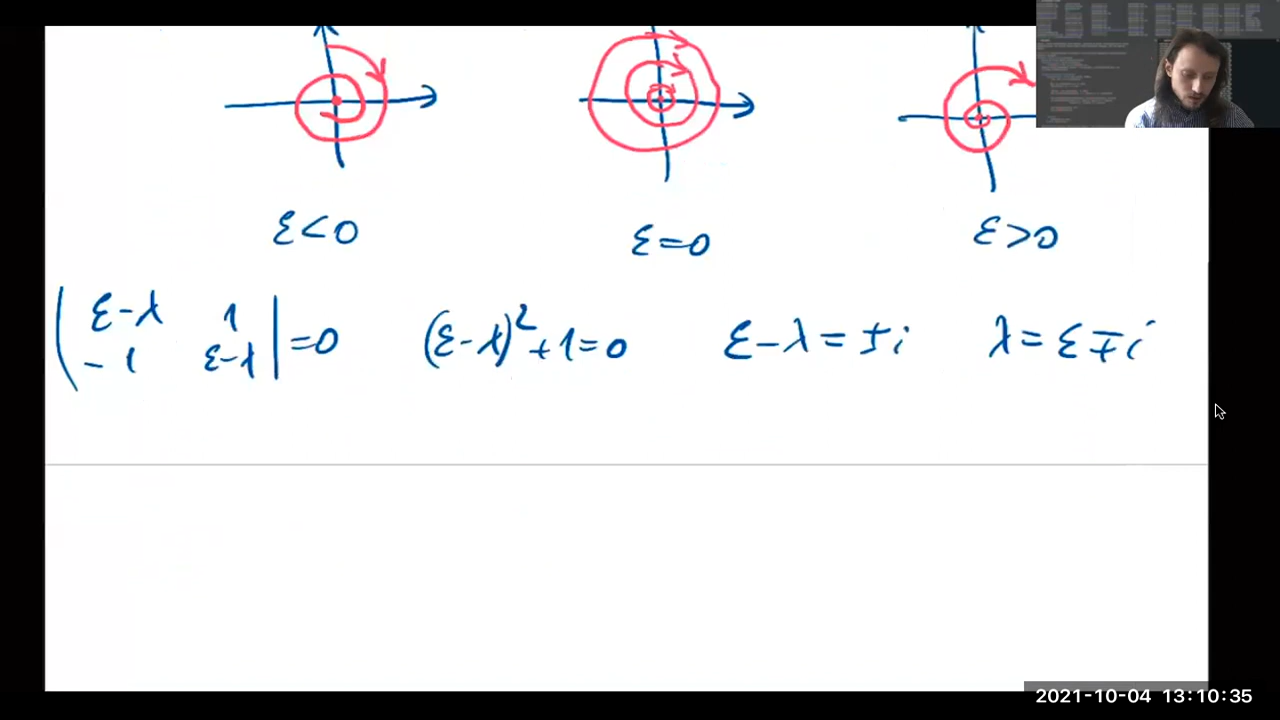 ε<0 ε=0 ε>0
| ε-λ 1 |
| -1 ε-λ | =0 (ε-λ)²+1=0 ε-λ=±i λ=ε∓i
2021-10-04 13:10:35